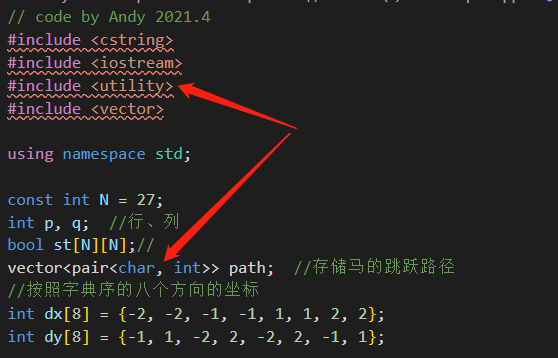 // code by Andy 2021.4
#include <cstring>
#include <iostream>
#include <utility>
#include <vector>
using namespace std;
const int N = 27;
int p, q;  //行、列
bool st[N][N];//
vector<pair<char, int>> path;  //存储马的跳跃路径
//按照字典序的八个方向的坐标
int dx[8] = {-2, -2, -1, -1, 1, 1, 2, 2};
int dy[8] = {-1, 1, -2, 2, -2, 2, -1, 1};